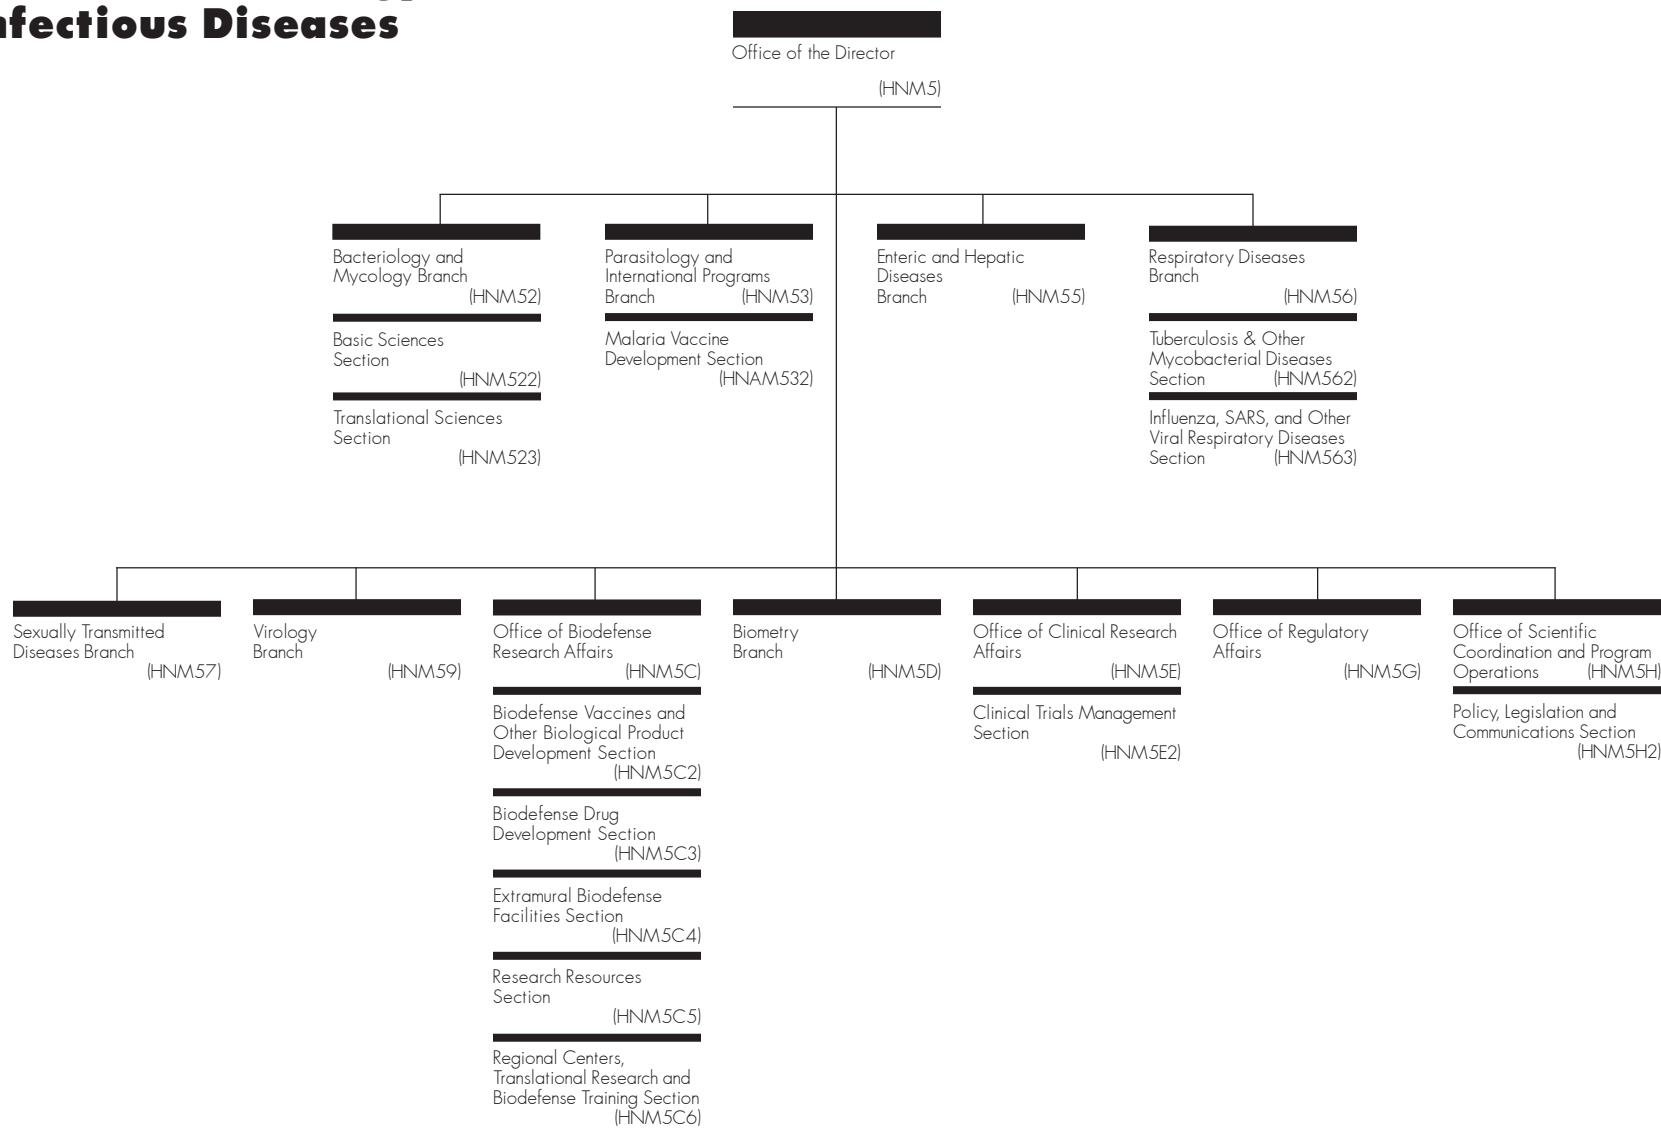 Infectious Diseases
Office of the Director
(HNM5)
Bacteriology and
Mycology Branch
(HNM52)
Basic Sciences
Section
(HNM522)
Translational Sciences
Section
(HNM523)
Parasitology and
International Programs
Branch (HNM53)
Malaria Vaccine
Development Section
(HNAM532)
Enteric and Hepatic
Diseases
Branch (HNM55)
Respiratory Diseases
Branch
(HNM56)
Tuberculosis & Other
Mycobacterial Diseases
Section (HNM562)
Influenza, SARS, and Other
Viral Respiratory Diseases
Section (HNM563)
Sexually Transmitted
Diseases Branch
(HNM57)
Virology
Branch
(HNM59)
Office of Biodefense
Research Affairs
(HNM5C)
Biodefense Vaccines and
Other Biological Product
Development Section
(HNM5C2)
Biodefense Drug
Development Section
(HNM5C3)
Extramural Biodefense
Facilities Section
(HNM5C4)
Research Resources
Section
(HNM5C5)
Regional Centers,
Translational Research and
Biodefense Training Section
(HNM5C6)
Biometry
Branch
(HNM5D)
Office of Clinical Research
Affairs
(HNM5E)
Clinical Trials Management
Section
(HNM5E2)
Office of Regulatory
Affairs
(HNM5G)
Office of Scientific
Coordination and Program
Operations (HNM5H)
Policy, Legislation and
Communications Section
(HNM5H2)